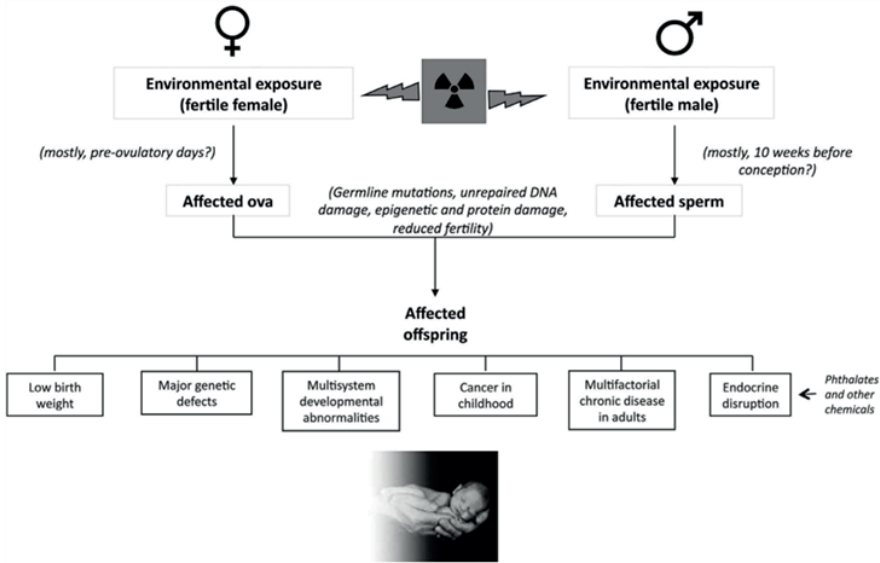 Environmental exposure
(fertile female)
Environmental exposure
(fertile male)
(mostly, pre-ovulatory days?)
(mostly, 10 weeks before
conception?)
Affected ova
(Germline mutations, unrepaired DNA
damage, epigenetic and protein damage,
reduced fertility)
Affected sperm
Affected
offspring
Low birth
weight
Major genetic
defects
Multisystem
developmental
abnormalities
Cancer in
childhood
Multifactorial
chronic disease
in adults
Endocrine
disruption
Phthalates
and other
chemicals